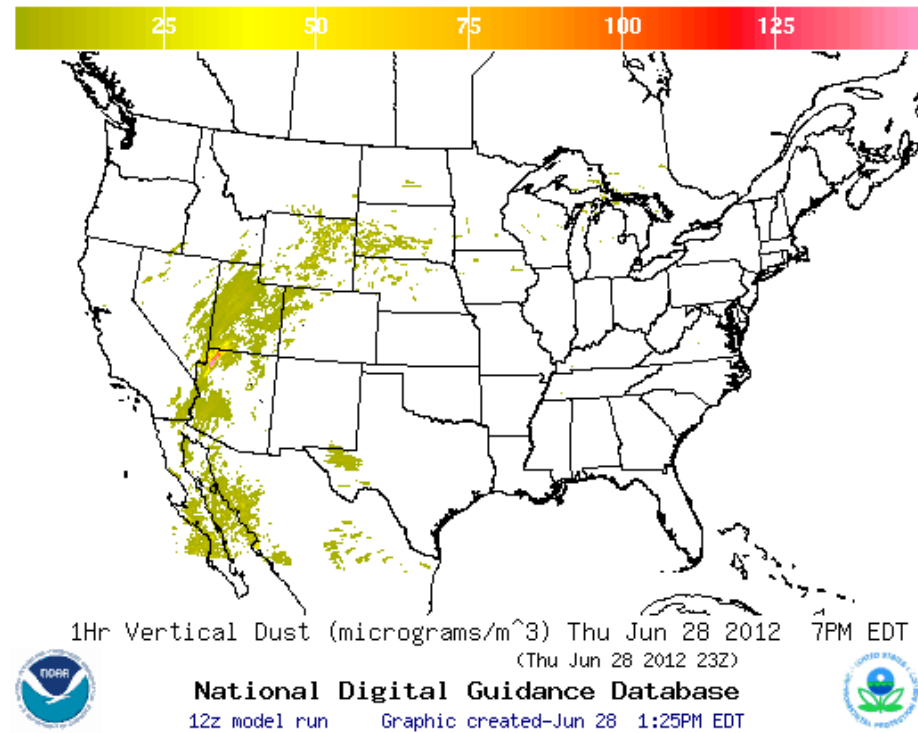 25 50 75 100 125
1Hr Vertical Dust (micrograms/m^3) Thu Jun 28 2012 7PM EDT
(Thu Jun 28 2012 23Z)
NOAA
National Digital Guidance Database
12z model run Graphic created-Jun 28 1:25PM EDT